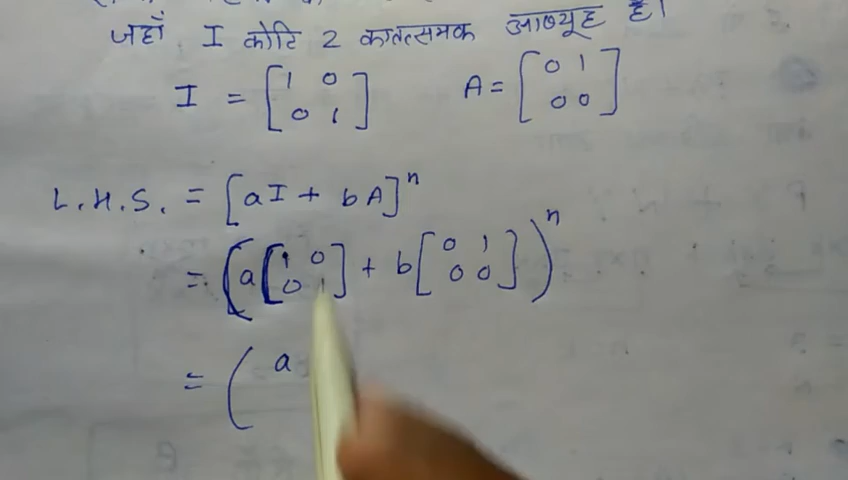 जहाँ I कोटि 2 का तत्समक आव्यूह है।
I = [1 0 0 1] A = [0 1 0 0]
L.H.S. = [aI + bA]ⁿ
= (a[1 0 0 1] + b[0 1 0 0])ⁿ
= ( a